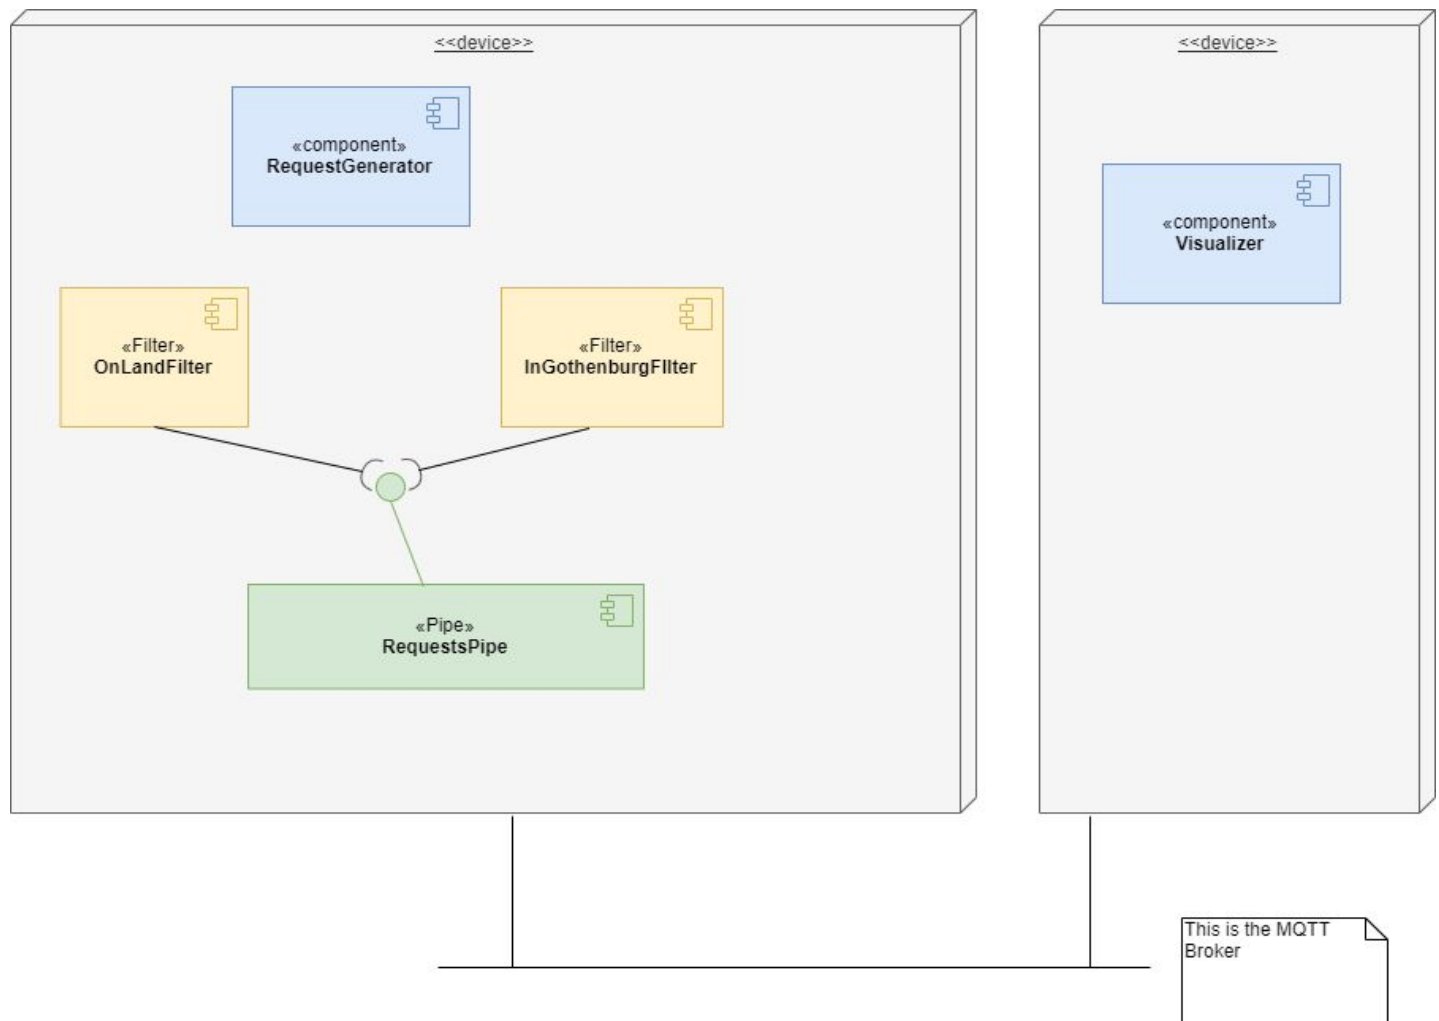 <<device>>
«component»
RequestGenerator
«Filter»
OnLandFilter
«Filter»
InGothenburgFIlter
«Pipe»
RequestsPipe
<<device>>
«component»
Visualizer
This is the MQTT
Broker